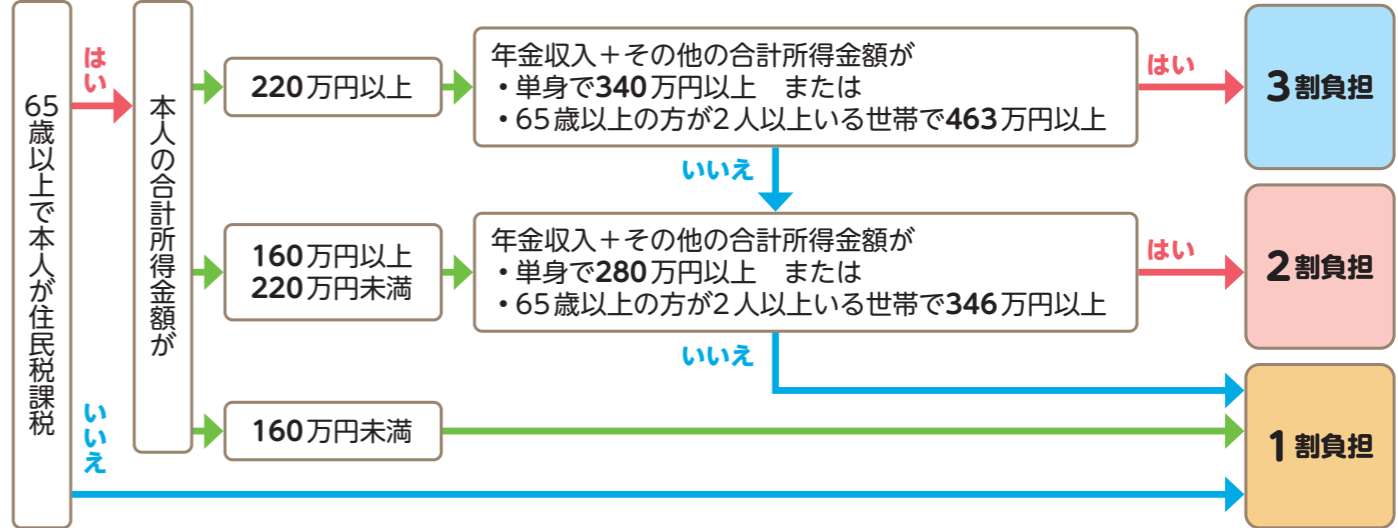 65歳以上で本人が住民税課税
はい
いいえ
本人の合計所得金額が
220万円以上
年金収入＋その他の合計所得金額が
・単身で340万円以上　または
・65歳以上の方が2人以上いる世帯で463万円以上
はい
3割負担
いいえ
160万円以上
220万円未満
年金収入＋その他の合計所得金額が
・単身で280万円以上　または
・65歳以上の方が2人以上いる世帯で346万円以上
はい
2割負担
いいえ
160万円未満
1割負担